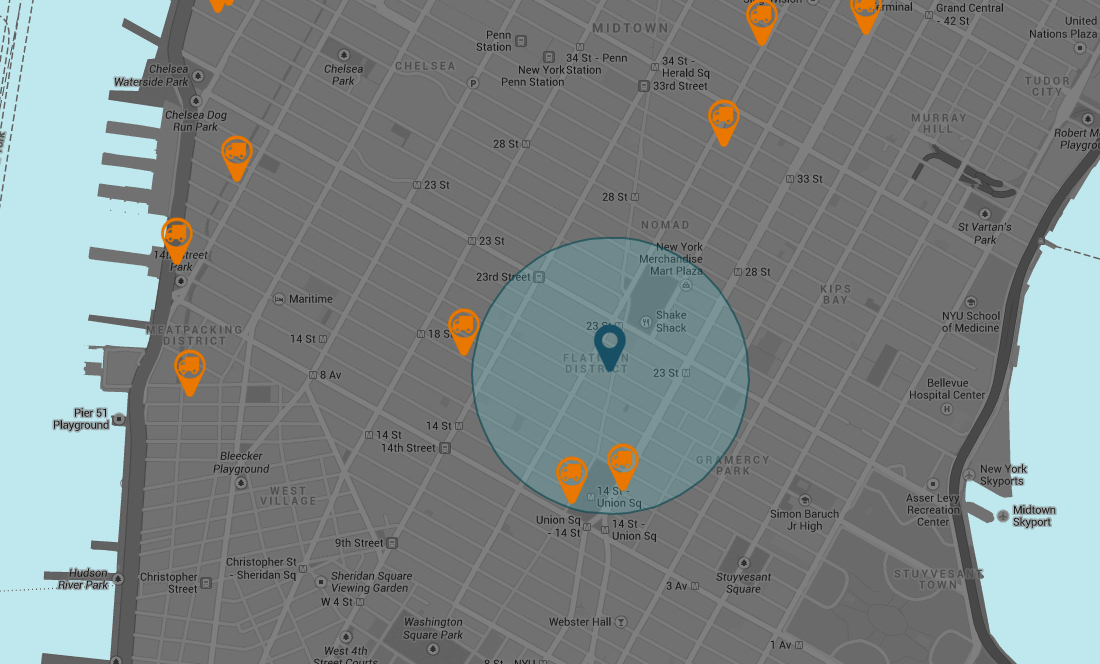 Grand Central
- 42 St
United
Nations Plaza
MIDTOWN
Penn
Station
34 St - Penn
Station
New York
Penn Station
34 St -
Herald Sq
33rd Street
CHELSEA
Chelsea
Park
Chelsea
Waterside Park
Chelsea Dog
Run Park
TUDOR
CITY
MURRAY
HILL
28 St
23 St
33 St
28 St
St Vartan's
Park
NOMAD
23 St
New York
Merchandise
Mart Plaza
14th Street
Park
23rd Street
28 St
KIPS
BAY
Maritime
NYU School
of Medicine
Shake
Shack
23 St
MEATPACKING
DISTRICT
14 St
18 St
FLATIRON
DISTRICT
23 St
8 Av
Bellevue
Hospital Center
Pier 51
Playground
14 St
14 St
14th Street
Bleecker
Playground
GRAMERCY
PARK
WEST
VILLAGE
14 St -
Union Sq
New York
Skyports
Asser Levy
Recreation
Center
Midtown
Skyport
Simon Baruch
Jr High
Union Sq
- 14 St
14 St -
Union Sq
9th Street
Hudson
River Park
Christopher
Street
Christopher St
- Sheridan Sq
Sheridan Square
Viewing Garden
W 4 St
Stuyvesant
Square
3 Av
STUYVESANT
TOWN
Washington
Square Park
Webster Hall
West 4th
Street Courts
8 St - NYU
1 Av